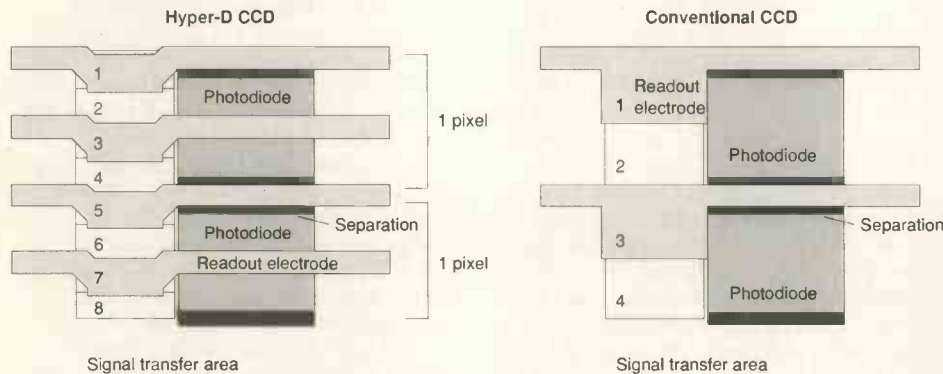 Hyper-D CCD
1
2
3
4
5
6
7
8
Photodiode
Photodiode
Separation
Readout electrode
1 pixel
1 pixel
Signal transfer area
Conventional CCD
Readout
1 electrode
2
3
4
Photodiode
Separation
Photodiode
Signal transfer area